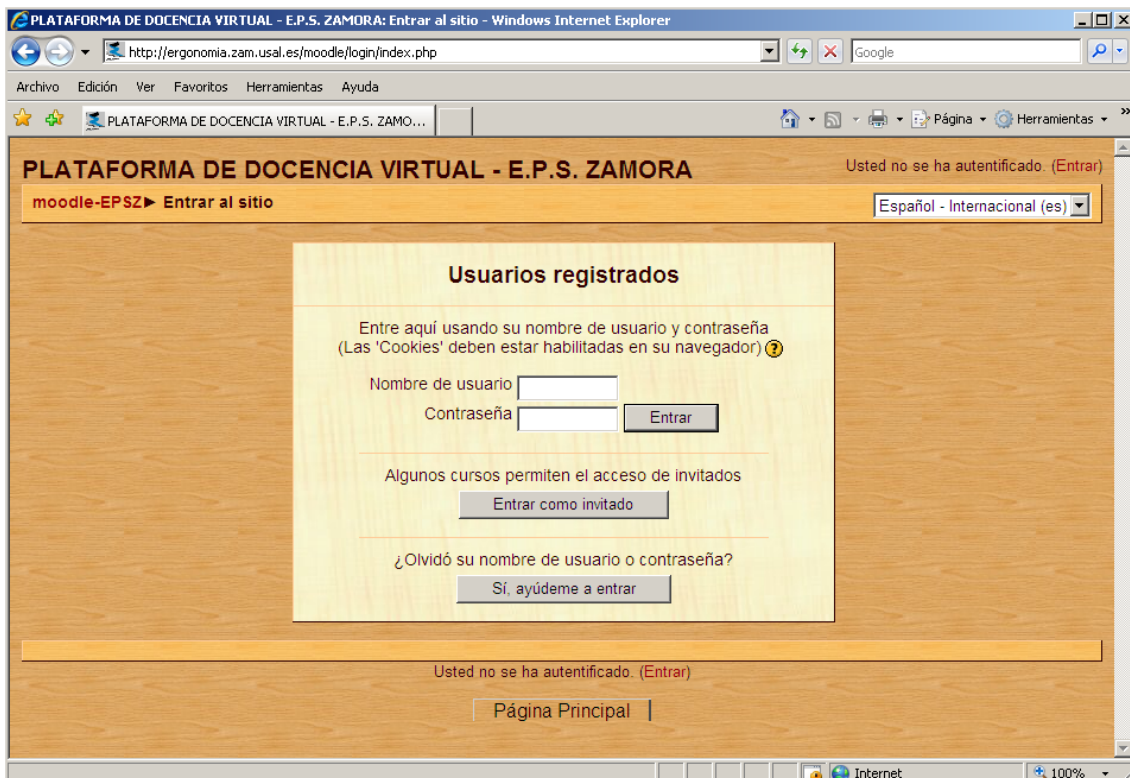 PLATAFORMA DE DOCENCIA VIRTUAL - E.P.S. ZAMORA: Entrar al sitio - Windows Internet Explorer
http://ergonomia.zam.usal.es/moodle/login/index.php
Google
Archivo Edición Ver Favoritos Herramientas Ayuda
PLATAFORMA DE DOCENCIA VIRTUAL - E.P.S. ZAMO...
Página Herramientas »
PLATAFORMA DE DOCENCIA VIRTUAL - E.P.S. ZAMORA
Usted no se ha autentificado. (Entrar)
moodle-EPSZ► Entrar al sitio
Español - Internacional (es)
Usuarios registrados
Entre aquí usando su nombre de usuario y contraseña
(Las 'Cookies' deben estar habilitadas en su navegador) ?
Nombre de usuario
Contraseña
Entrar
Algunos cursos permiten el acceso de invitados
Entrar como invitado
¿Olvidó su nombre de usuario o contraseña?
Sí, ayúdeme a entrar
Usted no se ha autentificado. (Entrar)
Página Principal
Internet
100%